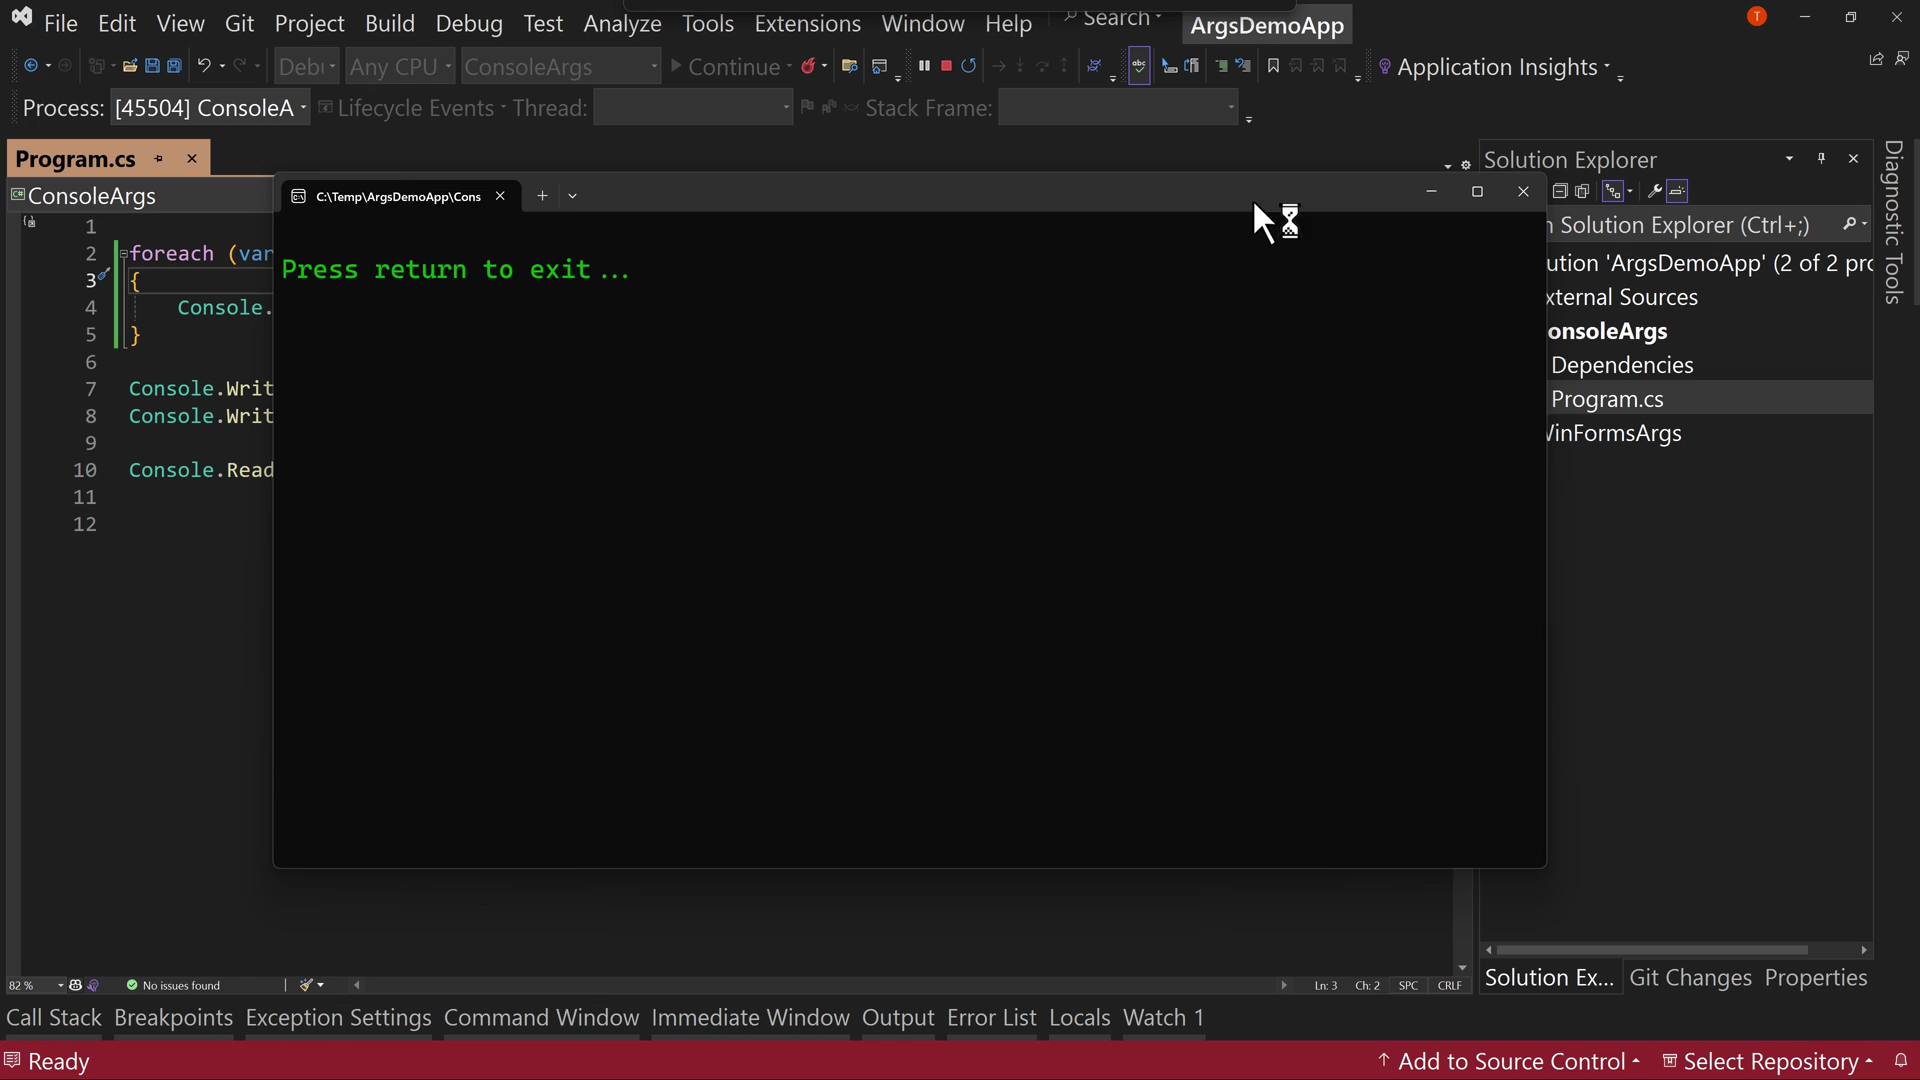 File Edit View Git Project Build Debug Test Analyze Tools Extensions Window Help Search ArgsDemoApp
Any CPU ConsoleArgs Continue Application Insights
Process: [45504] ConsoleA Lifecycle Events Thread: Stack Frame:
Program.cs
ConsoleArgs
C:\Temp\ArgsDemoApp\Cons
Press return to exit...
1
2 foreach (var
3 {
4 Console.
5 }
6
7 Console.Writ
8 Console.Writ
9
10 Console.Read
11
12
Solution Explorer
Solution Explorer (Ctrl+;)
ution 'ArgsDemoApp' (2 of 2 pro
xternal Sources
onsoleArgs
Dependencies
Program.cs
WinFormsArgs
Diagnostic Tools
82 % No issues found Ln: 3 Ch: 2 SPC CRLF
Solution Ex... Git Changes Properties
Call Stack Breakpoints Exception Settings Command Window Immediate Window Output Error List Locals Watch 1
Ready Add to Source Control Select Repository